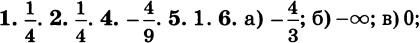 1. 1/4. 2. 1/4. 4. −4/9. 5. 1. 6. а) −4/3; б) −∞; в) 0;